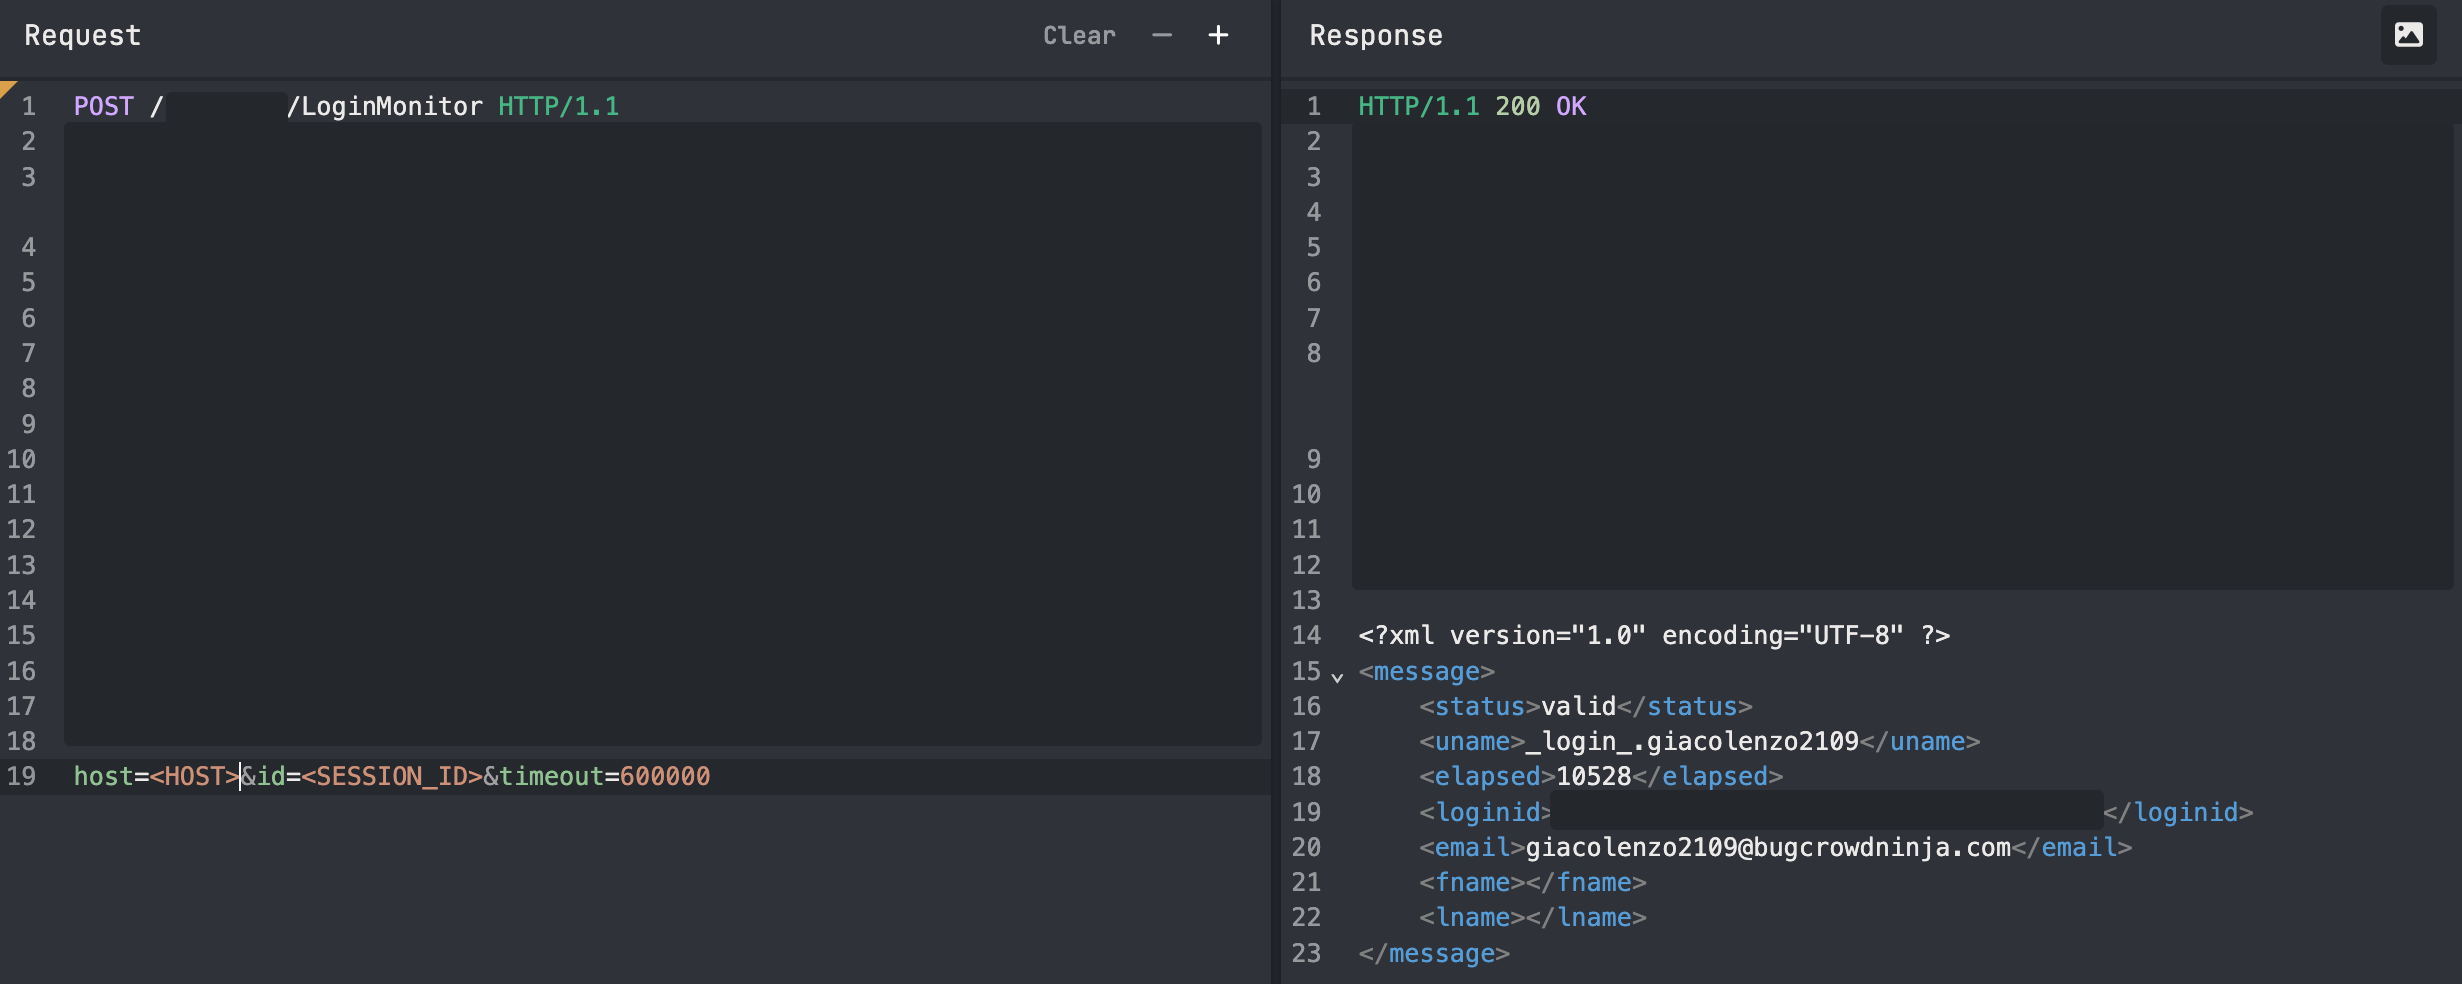 Request
Clear − +
1 POST / /LoginMonitor HTTP/1.1
2
3
4
5
6
7
8
9
10
11
12
13
14
15
16
17
18
19 host=<HOST>&id=<SESSION_ID>&timeout=600000
Response
1 HTTP/1.1 200 OK
2
3
4
5
6
7
8
9
10
11
12
13
14 <?xml version="1.0" encoding="UTF-8" ?>
15 <message>
16 <status>valid</status>
17 <uname>_login_.giacolenzo2109</uname>
18 <elapsed>10528</elapsed>
19 <loginid></loginid>
20 <email>giacolenzo2109@bugcrowdninja.com</email>
21 <fname></fname>
22 <lname></lname>
23 </message>